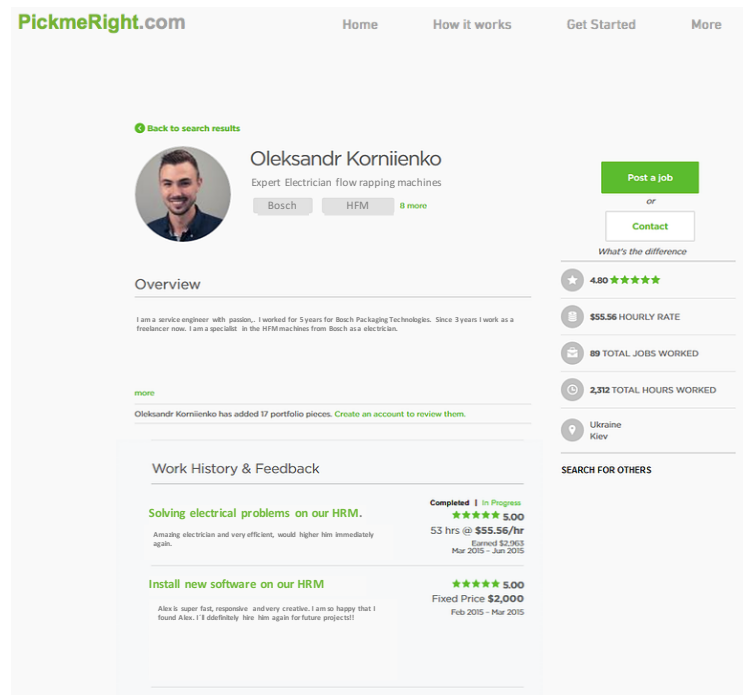 PickmeRight.com
Home How it works Get Started More
Back to search results
Oleksandr Korniienko
Expert Electrician flow rapping machines
Bosch HFM 8 more
Post a job
or
Contact
What's the difference
Overview
I am a service engineer with passion,. I worked for 5 years for Bosch Packaging Technologies. Since 3 years I work as a
freelancer now. I am a specialist in the HFM machines from Bosch as a electrician.
more
Oleksandr Korniienko has added 17 portfolio pieces. Create an account to review them.
4.80
$55.56 HOURLY RATE
89 TOTAL JOBS WORKED
2,312 TOTAL HOURS WORKED
Ukraine
Kiev
SEARCH FOR OTHERS
Work History & Feedback
Completed | In Progress
Solving electrical problems on our HRM.
5.00
Amazing electrician and very efficient, would higher him immediately
again.
53 hrs @ $55.56/hr
Earned $2,963
Mar 2015 - Jun 2015
Install new software on our HRM
5.00
Alex is super fast, responsive and very creative. I am so happy that I
found Alex. I´ll ddefinitely hire him again for future projects!!
Fixed Price $2,000
Feb 2015 - Mar 2015